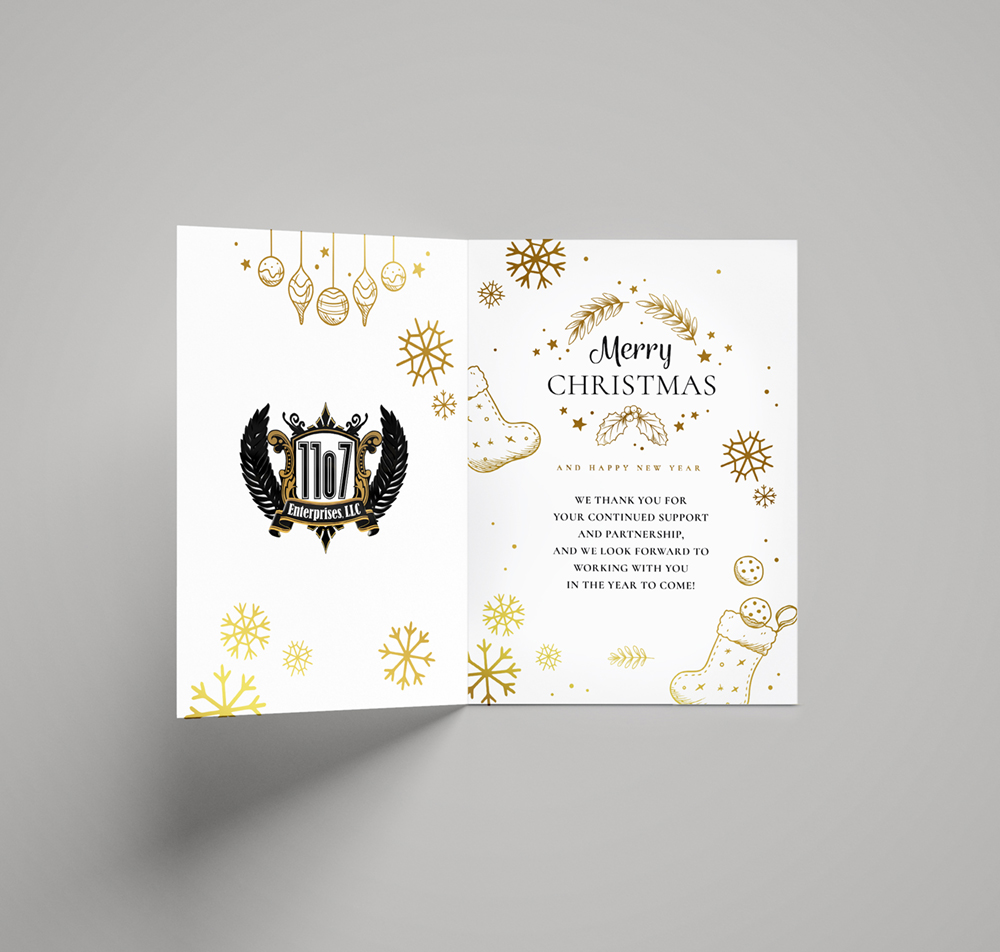 11o7
Enterprises, LLC
Merry
CHRISTMAS
AND HAPPY NEW YEAR
WE THANK YOU FOR
YOUR CONTINUED SUPPORT
AND PARTNERSHIP,
AND WE LOOK FORWARD TO
WORKING WITH YOU
IN THE YEAR TO COME!